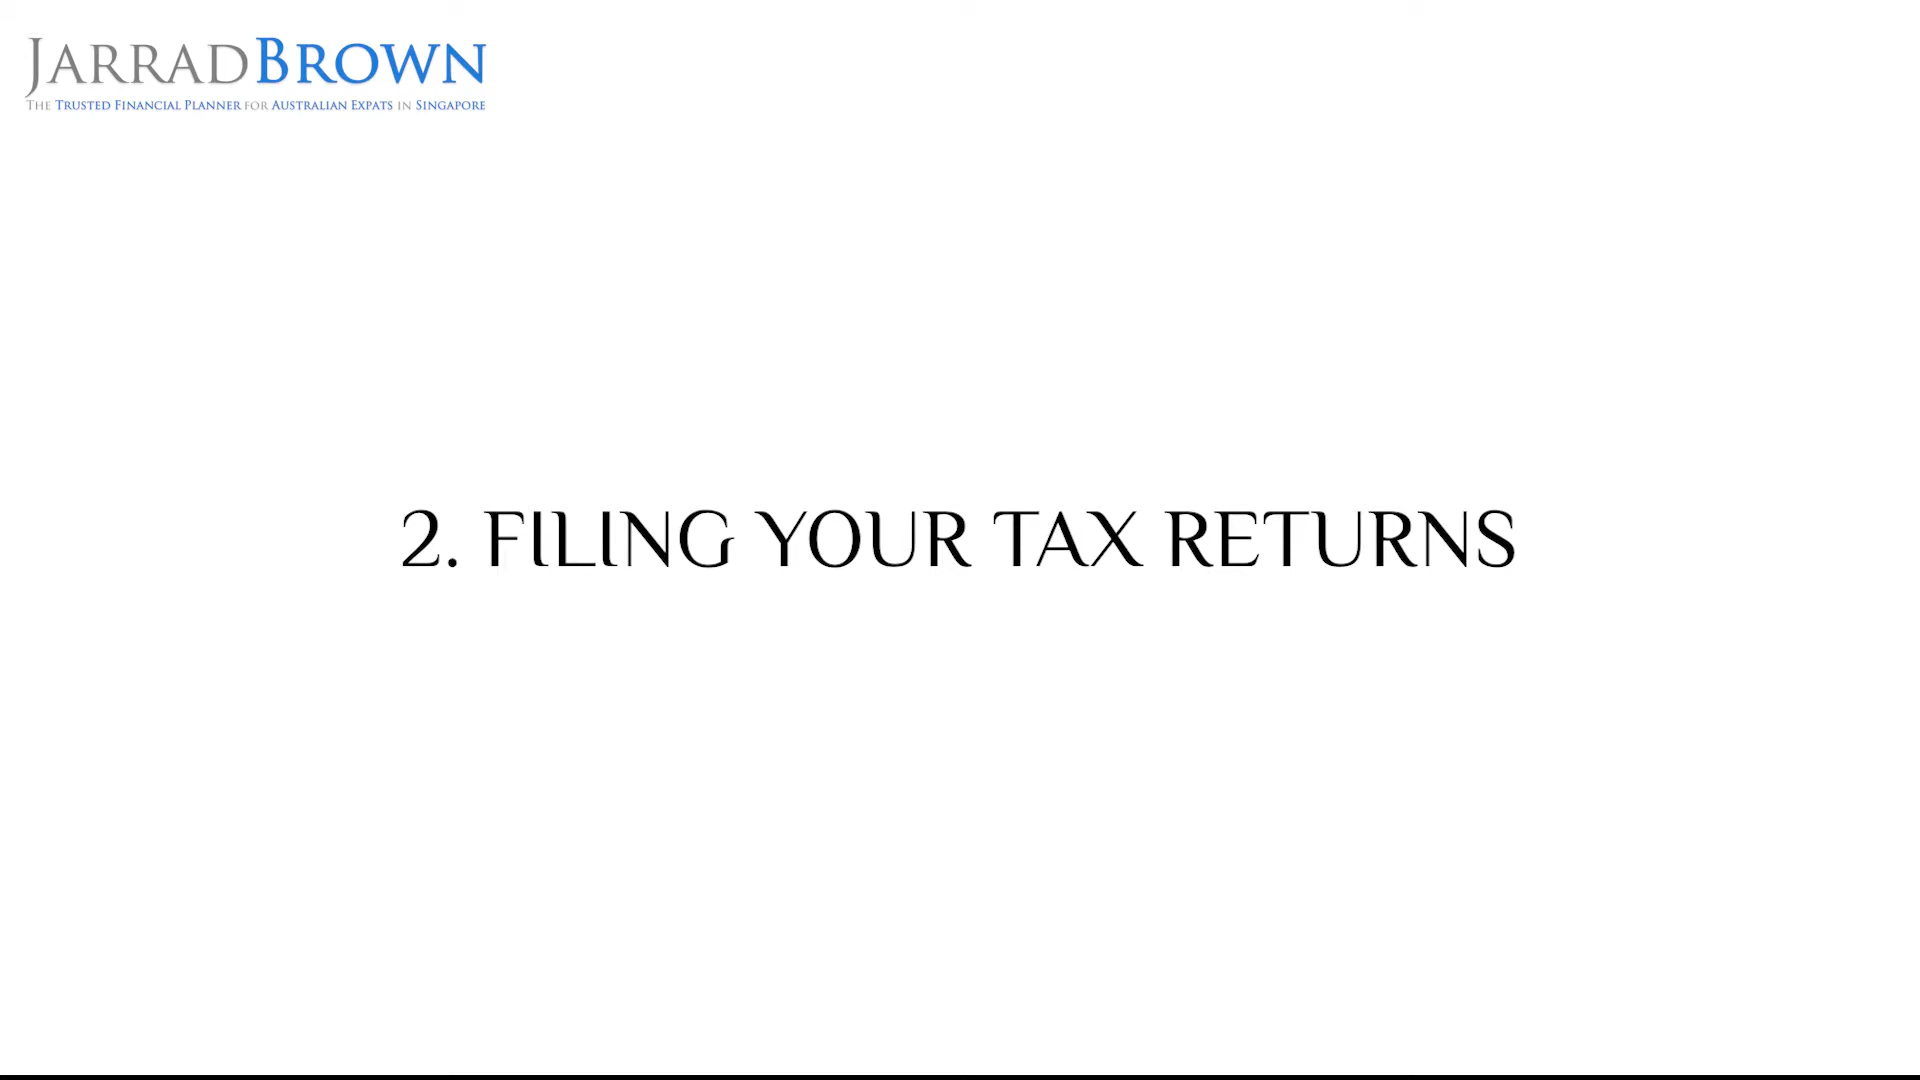 JARRADBROWN
THE TRUSTED FINANCIAL PLANNER FOR AUSTRALIAN EXPATS IN SINGAPORE
2. FILING YOUR TAX RETURNS